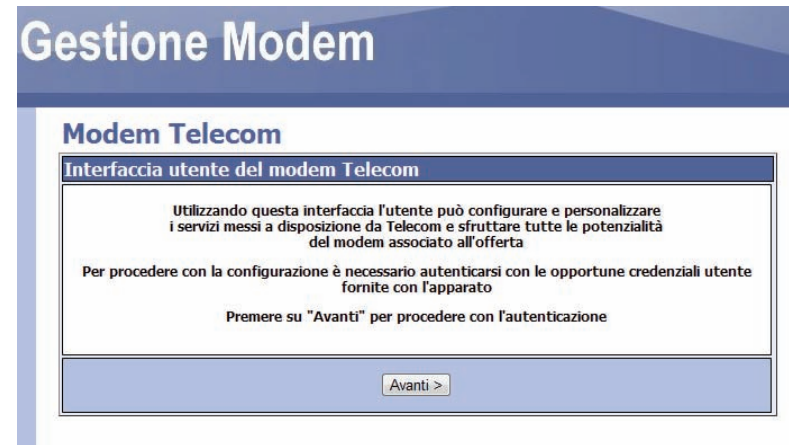 Gestione Modem
Modem Telecom
Interfaccia utente del modem Telecom
Utilizzando questa interfaccia l'utente può configurare e personalizzare
i servizi messi a disposizione da Telecom e sfruttare tutte le potenzialità
del modem associato all'offerta
Per procedere con la configurazione è necessario autenticarsi con le opportune credenziali utente
fornite con l'apparato
Premere su "Avanti" per procedere con l'autenticazione
Avanti >